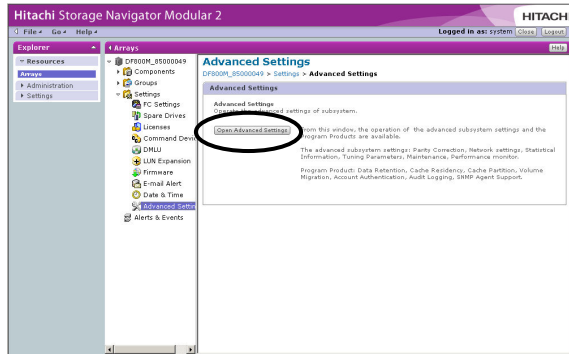 Hitachi Storage Navigator Modular 2
HITACHI
File Go Help
Logged in as: system Close Logout
Explorer
Resources
Arrays
Administration
Settings
Arrays
Help
DF800M_85000049
Components
Groups
Settings
FC Settings
Spare Drives
Licenses
Command Devi
DMLU
LUN Expansion
Firmware
E-mail Alert
Date & Time
Advanced Settin
Alerts & Events
Advanced Settings
DF800M_85000049 > Settings > Advanced Settings
Advanced Settings
Advanced Settings
Operate the advanced settings of subsystem.
Open Advanced Settings
From this window, the operation of the advanced subsystem settings and the
Program Products are available.
The advanced subsystem settings: Parity Correction, Network settings, Statistical
Information, Tuning Parameters, Maintenance, Performance monitor.
Program Product: Data Retention, Cache Residency, Cache Partition, Volume
Migration, Account Authentication, Audit Logging, SNMP Agent Support.